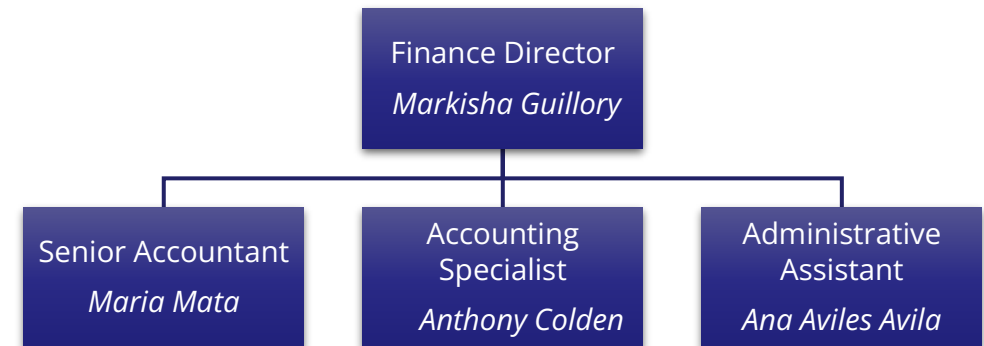 Finance Director
Markisha Guillory
Senior Accountant
Maria Mata
Accounting
Specialist
Anthony Colden
Administrative
Assistant
Ana Aviles Avila